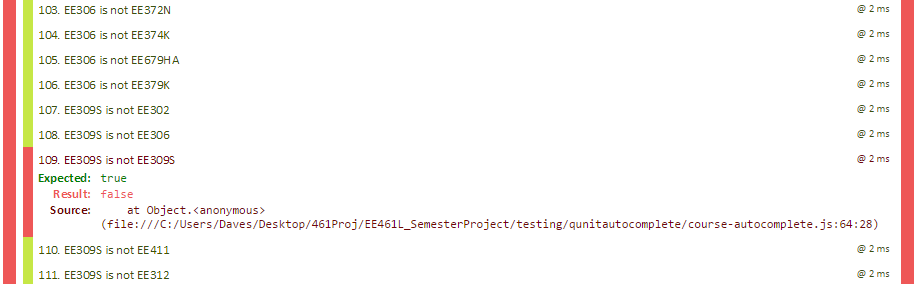 103. EE306 is not EE372N @ 2 ms
104. EE306 is not EE374K @ 2 ms
105. EE306 is not EE679HA @ 2 ms
106. EE306 is not EE379K @ 2 ms
107. EE309S is not EE302 @ 2 ms
108. EE309S is not EE306 @ 2 ms
109. EE309S is not EE309S @ 2 ms
Expected: true
Result: false
Source: at Object.<anonymous>
(file:///C:/Users/Daves/Desktop/461Proj/EE461L_SemesterProject/testing/qunitautocomplete/course-autocomplete.js:64:28)
110. EE309S is not EE411 @ 2 ms
111. EE309S is not EE312 @ 2 ms